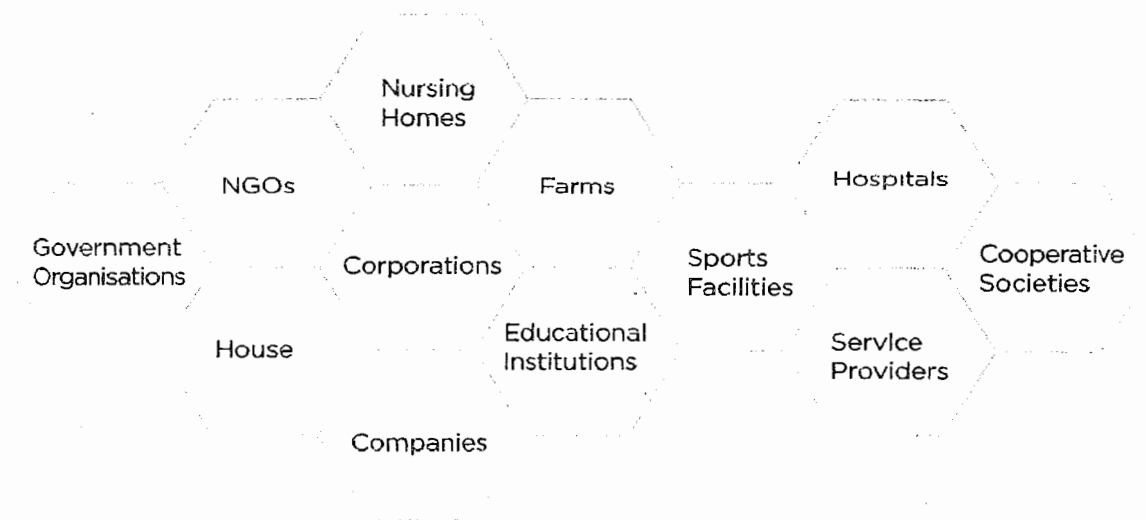 Nursing
Homes
NGOs
Farms
Hospitals
Government
Organisations
Corporations
Sports
Facilities
Cooperative
Societies
House
Educational
Institutions
Service
Providers
Companies